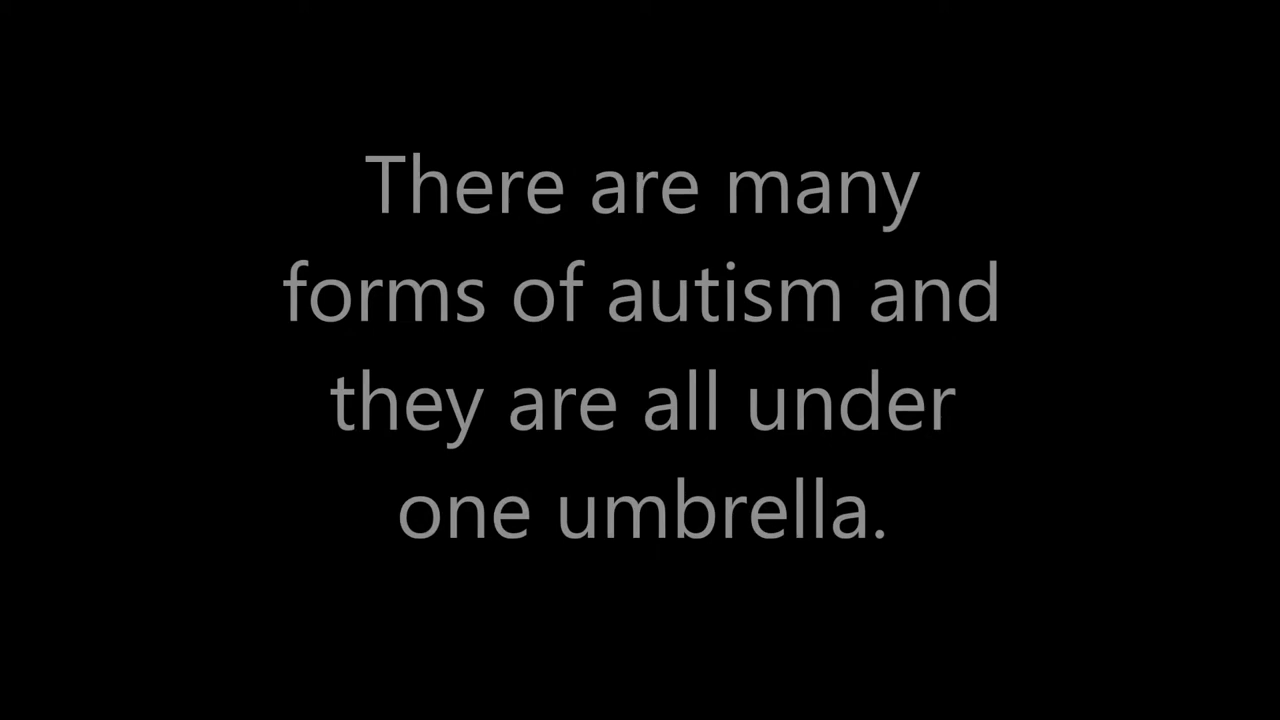 There are many
forms of autism and
they are all under
one umbrella.